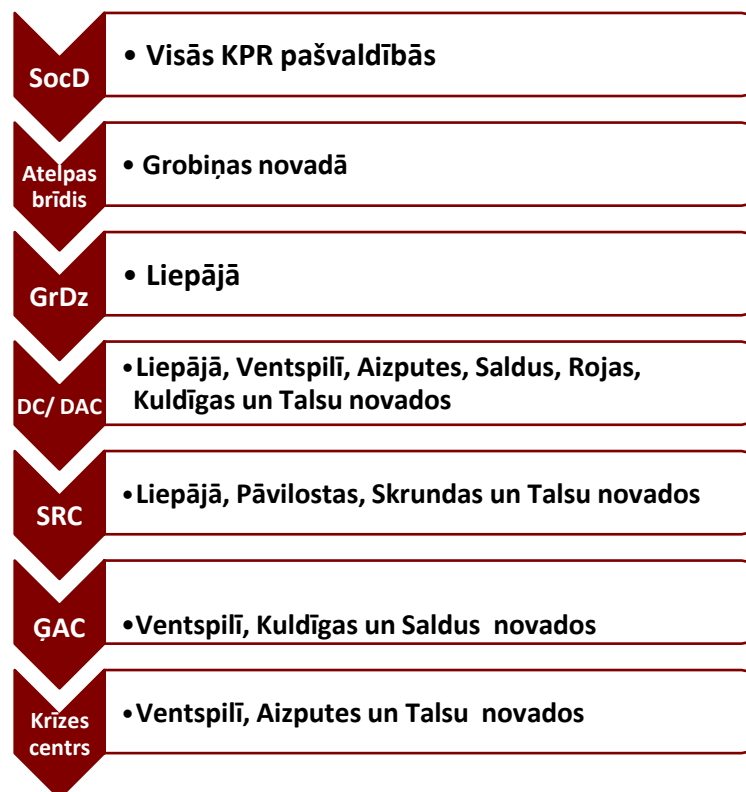 SocD
• Visās KPR pašvaldībās
Atelpas
brīdis
• Grobiņas novadā
GrDz
• Liepājā
DC/ DAC
•Liepājā, Ventspilī, Aizputes, Saldus, Rojas,
Kuldīgas un Talsu novados
SRC
•Liepājā, Pāvilostas, Skrundas un Talsu novados
ĢAC
•Ventspilī, Kuldīgas un Saldus novados
Krīzes
centrs
•Ventspilī, Aizputes un Talsu novados